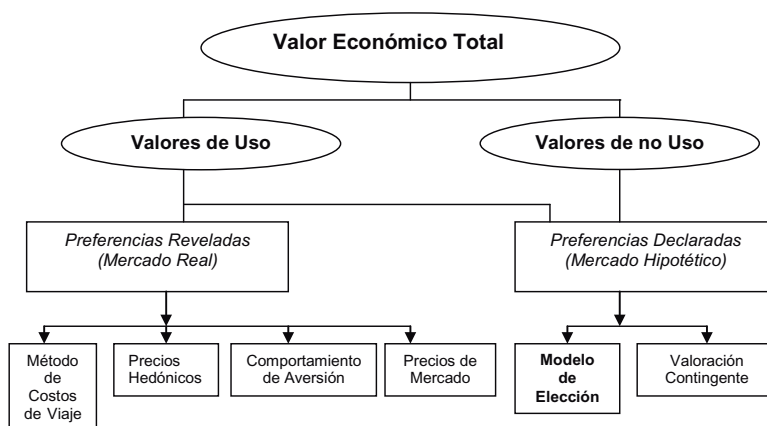 Valor Económico Total
Valores de Uso
Valores de no Uso
Preferencias Reveladas
(Mercado Real)
Preferencias Declaradas
(Mercado Hipotético)
Método
de
Costos
de Viaje
Precios
Hedónicos
Comportamiento
de Aversión
Precios de
Mercado
Modelo
de
Elección
Valoración
Contingente